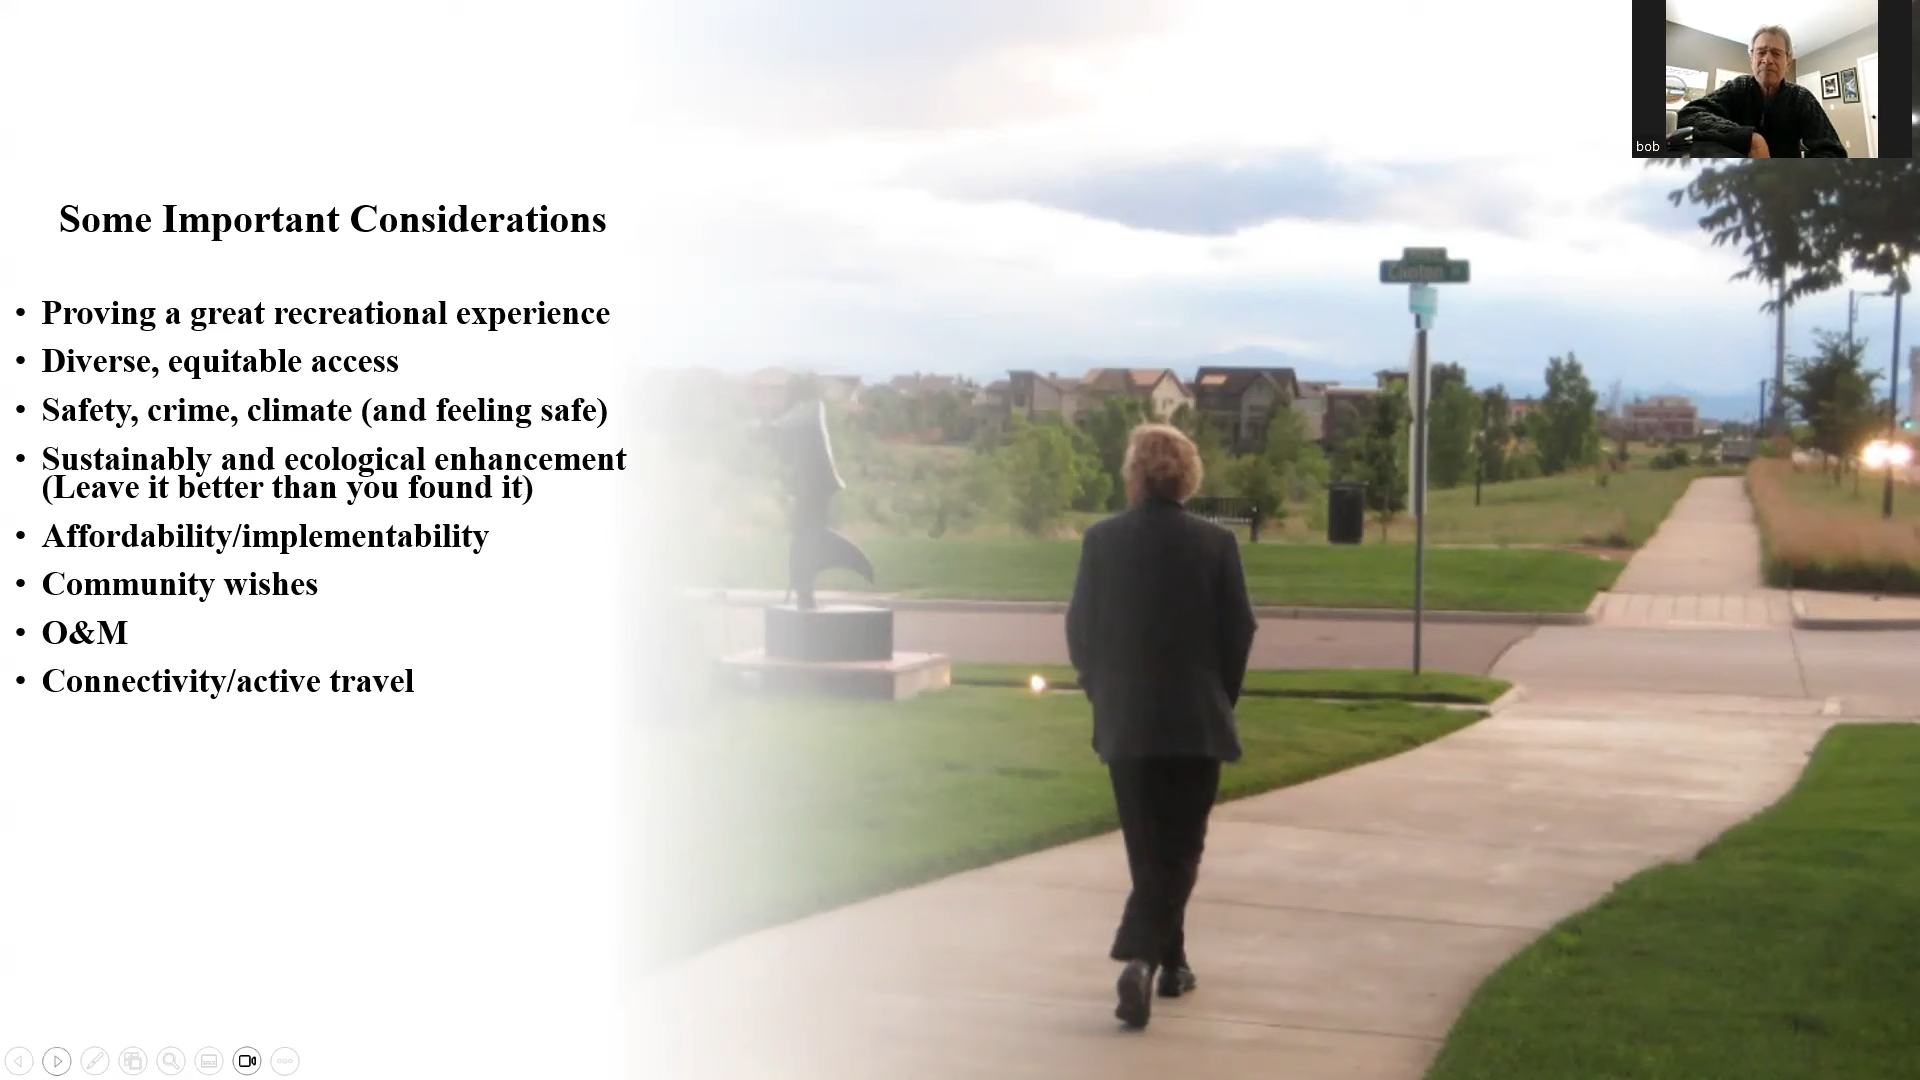 bob
Some Important Considerations
• Proving a great recreational experience
• Diverse, equitable access
• Safety, crime, climate (and feeling safe)
• Sustainably and ecological enhancement
(Leave it better than you found it)
• Affordability/implementability
• Community wishes
• O&M
• Connectivity/active travel
Clinton